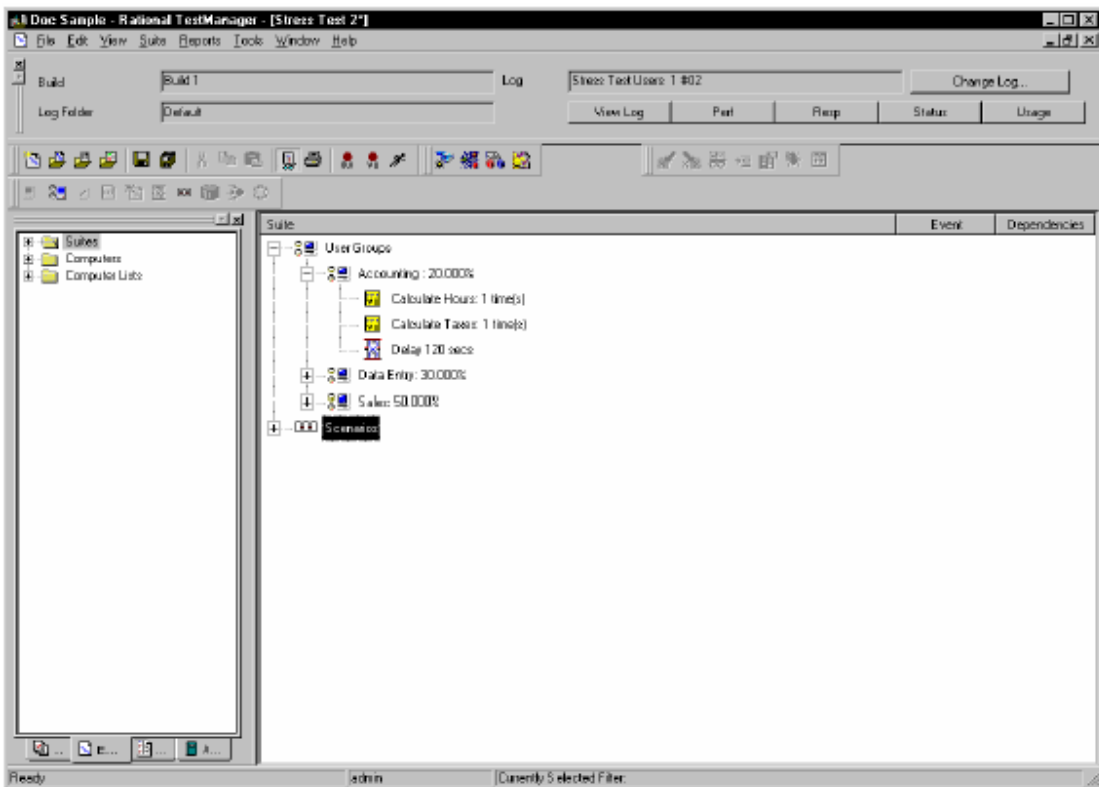 Doc Sample - Rational TestManager - [Stress Test 2*]
File Edit View Suite Reports Tools Window Help
Build Build 1 Log Stress Test Users 1 #02 Change Log...
Log Folder Default View Log Perf Resp Status Usage
Suite Event Dependencies
Suites
Computers
Computer Lists
User Groups
Accounting : 20.000%
Calculate Hours: 1 time(s)
Calculate Taxes: 1 time(s)
Delay 120 secs
Data Entry: 30.000%
Sales: 50.000%
Scenarios
... E... ... A...
Ready admin Currently Selected Filter: